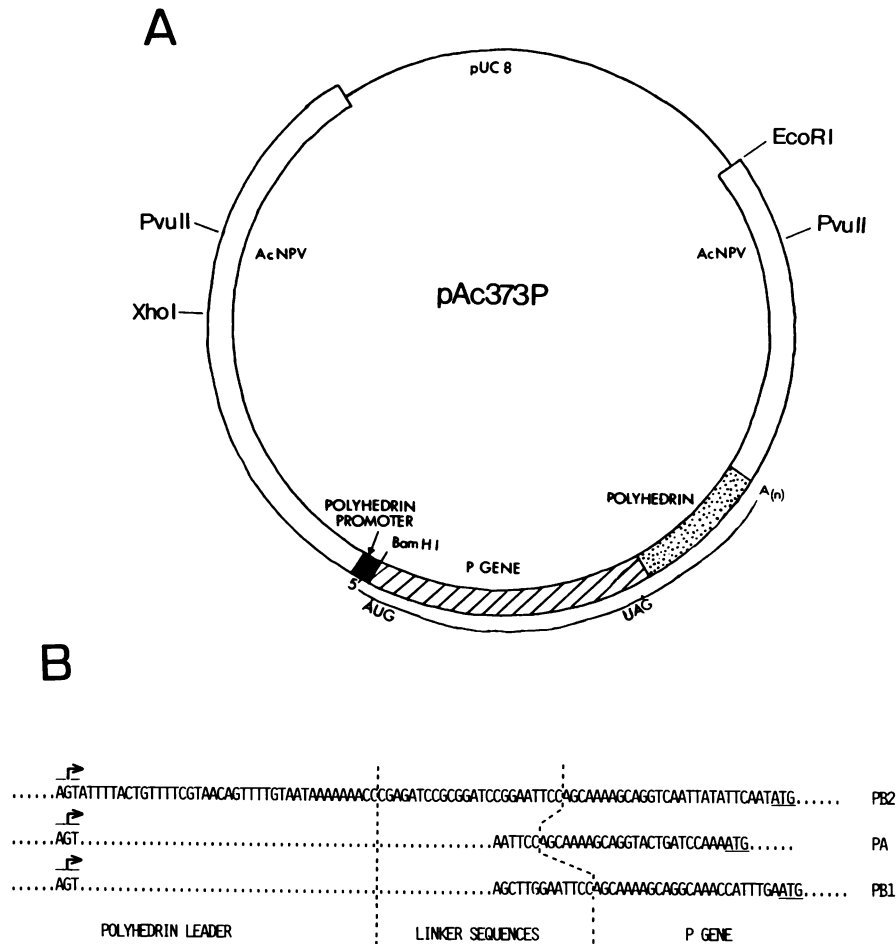 A
pUC 8
EcoRI
PvuII
PvuII
AcNPV
AcNPV
XhoI
pAc373P
POLYHEDRIN
A(n)
POLYHEDRIN
PROMOTER
BamHI
P GENE
5'
AUG
UAG
B
......AGTATTTTACTGTTTTCGTAACAGTTTTGTAATAAAAAAACCCGAGATCCGCGGATCCGGAATTCCAGCAAAAGCAGGTCAATTATATTCAATATG...... PB2
AGT..........................................................AATTCCAGCAAAAGCAGGTACTGATCCAAAATG...... PA
AGT..........................................................AGCTTGGAATTCCAGCAAAAGCAGGCAAACCATTTGAATG...... PB1
POLYHEDRIN LEADER LINKER SEQUENCES P GENE